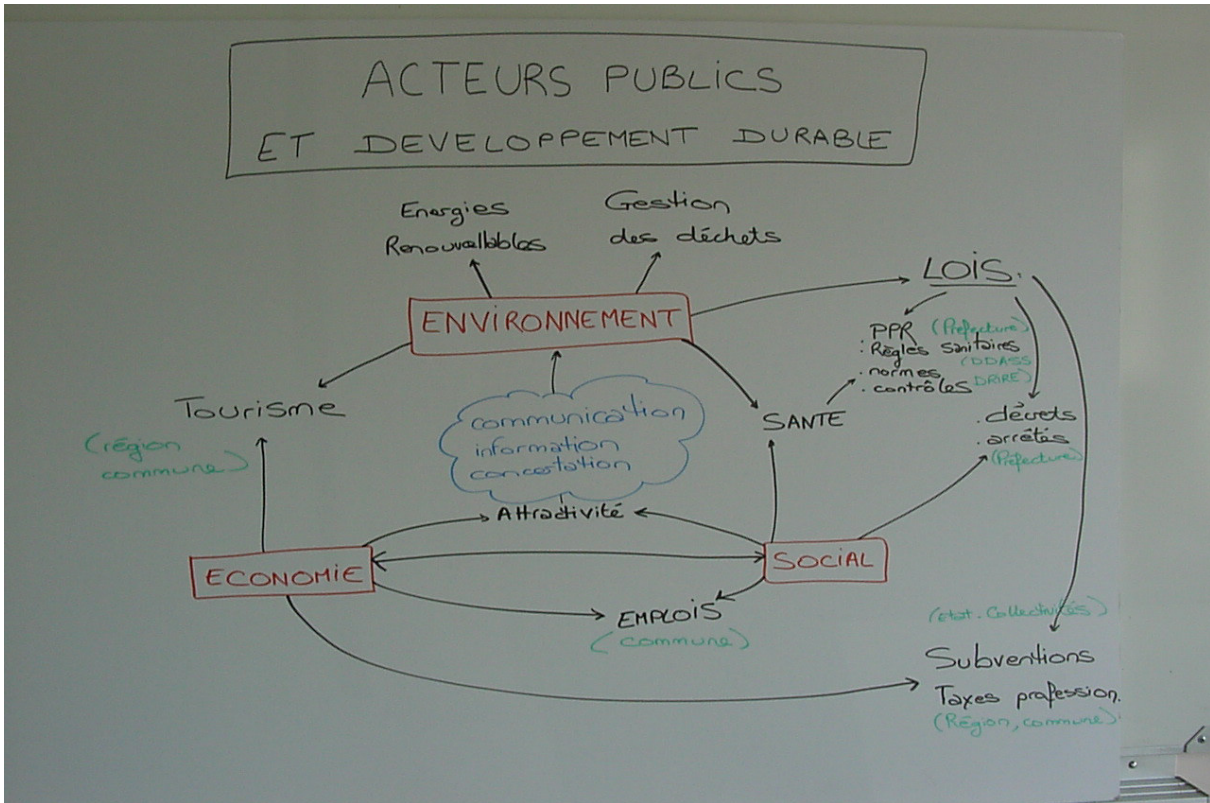 ACTEURS PUBLICS
ET DEVELOPPEMENT DURABLE
Energies
Renouvellables
Gestion
des déchets
LOIS.
ENVIRONNEMENT
PPR (Préfecture)
. Règles sanitaires
(DDASS
. normes
. contrôles DRIRE)
Tourisme
(région
commune)
communication
information
concertation
SANTE
. décrets
. arrêtés
(Préfecture)
Attractivité
ECONOMIE
SOCIAL
EMPLOIS
(commune)
(Etat. Collectivités)
Subventions
Taxes profession.
(Région, commune).